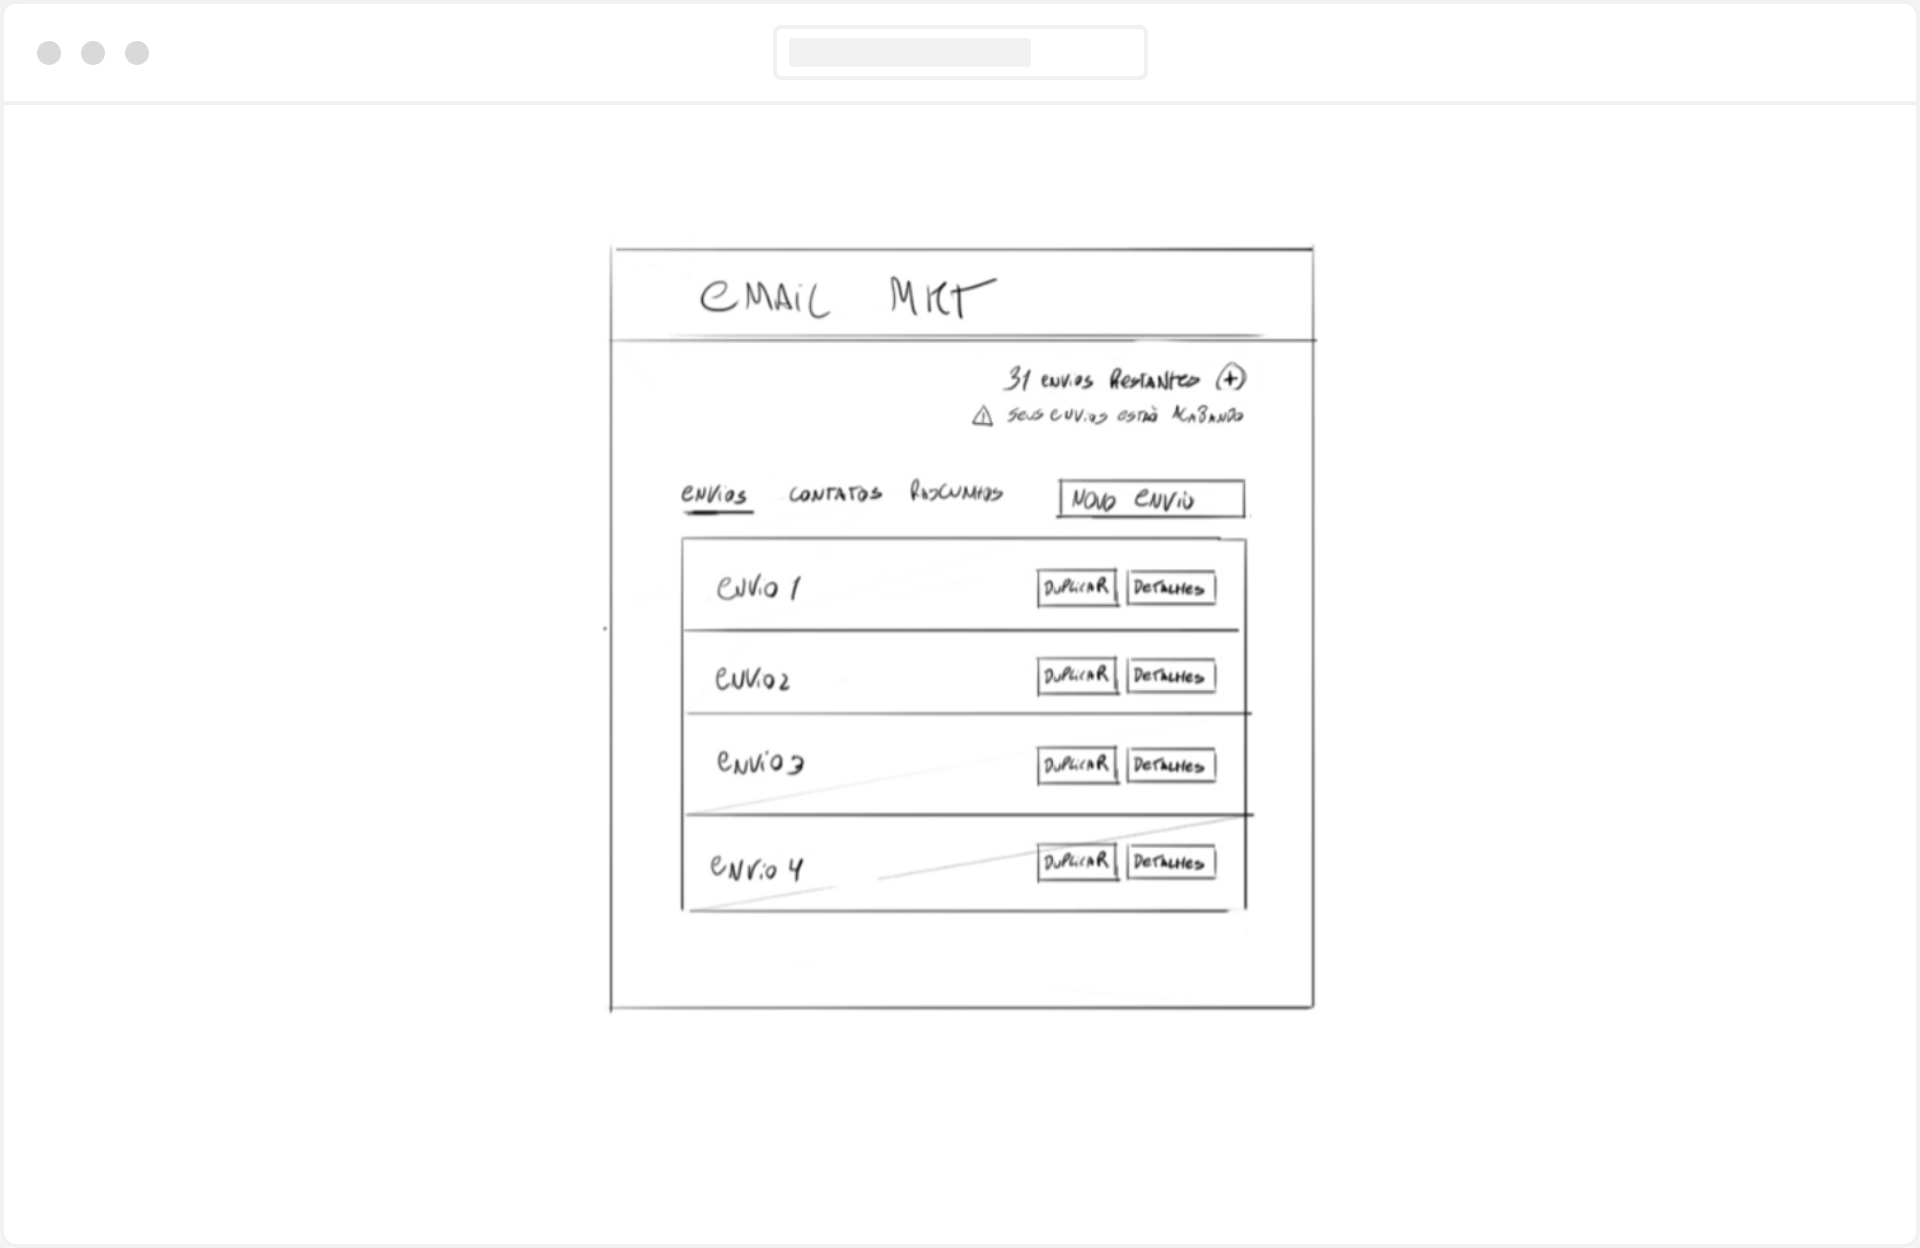 EMAIL MKT
31 ENVIOS RESTANTES +
SEUS ENVIOS ESTÃO ACABANDO
ENVIOS CONTATOS RASCUNHOS NOVO ENVIO
ENVIO 1 DUPLICAR DETALHES
ENVIO 2 DUPLICAR DETALHES
ENVIO 3 DUPLICAR DETALHES
ENVIO 4 DUPLICAR DETALHES